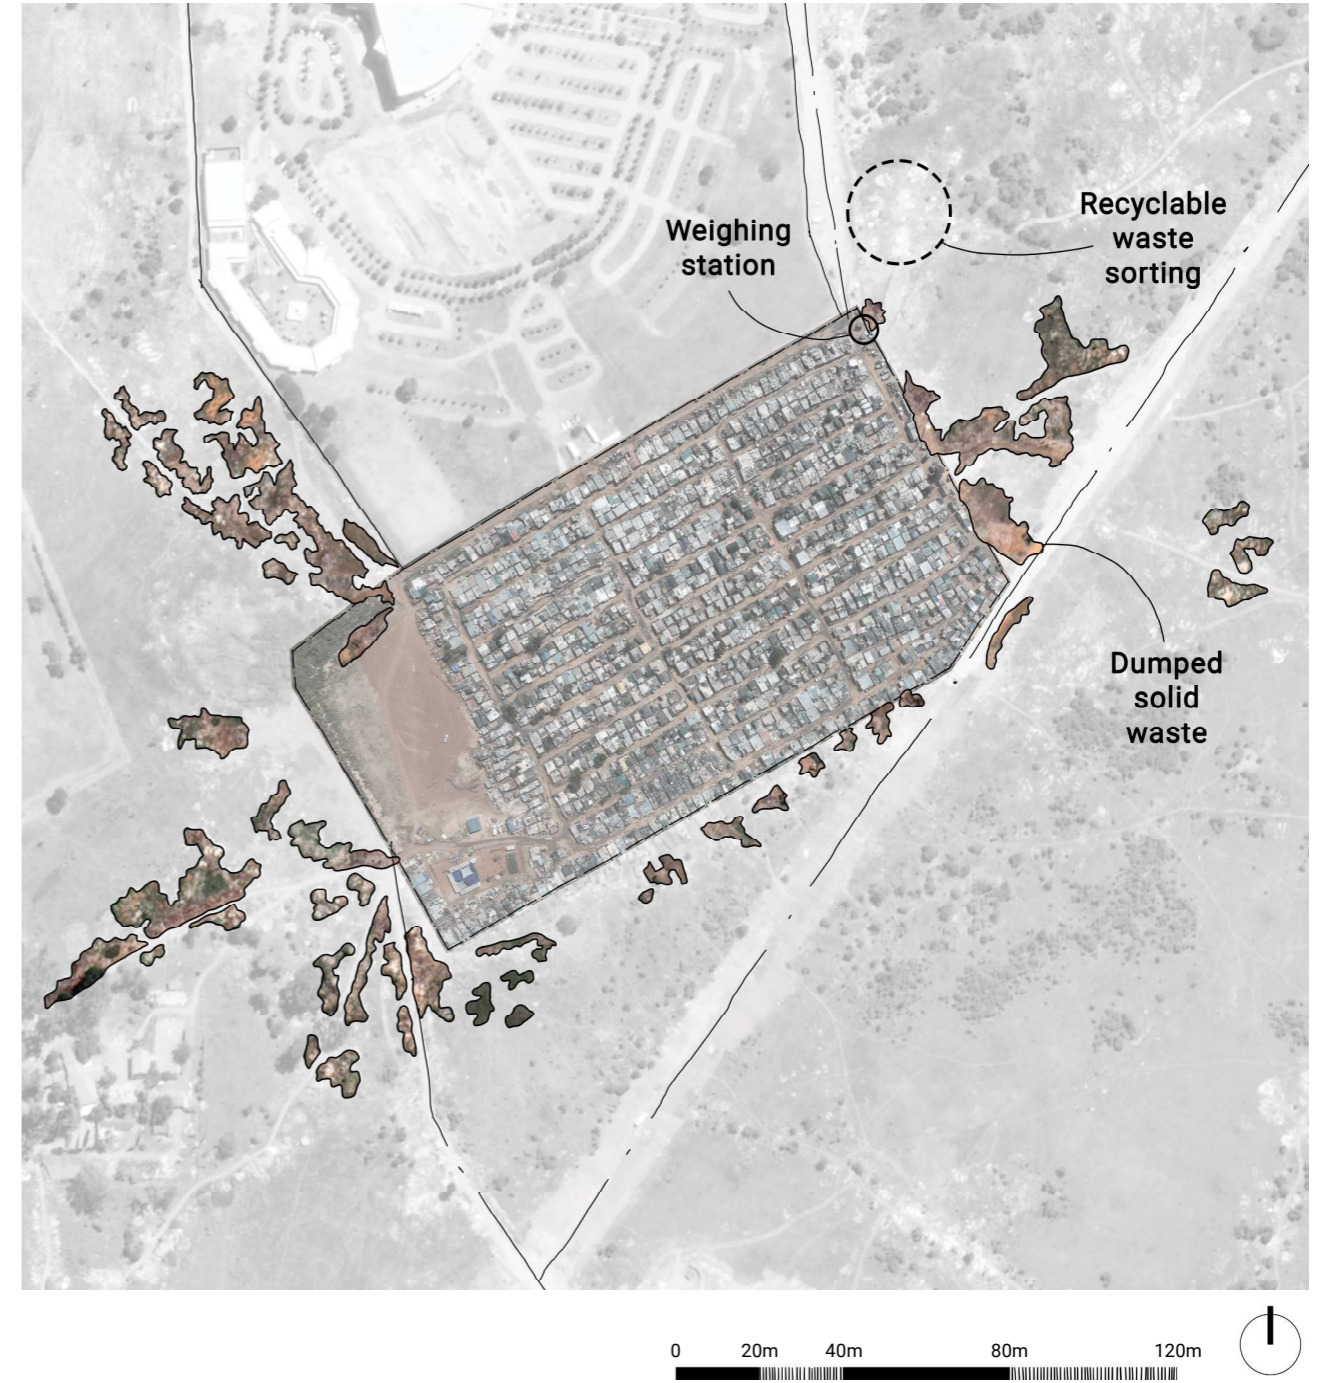 Weighing
station
Recyclable
waste
sorting
Dumped
solid
waste
0 20m 40m 80m 120m